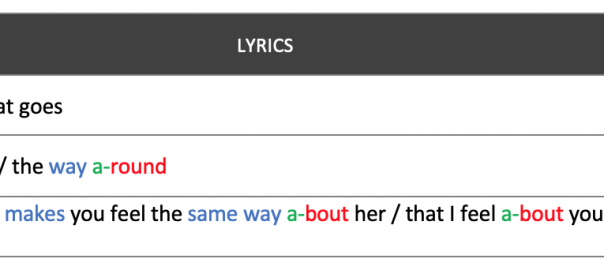 LYRICS
at goes
/ the way a-round
makes you feel the same way a-bout her / that I feel a-bout you